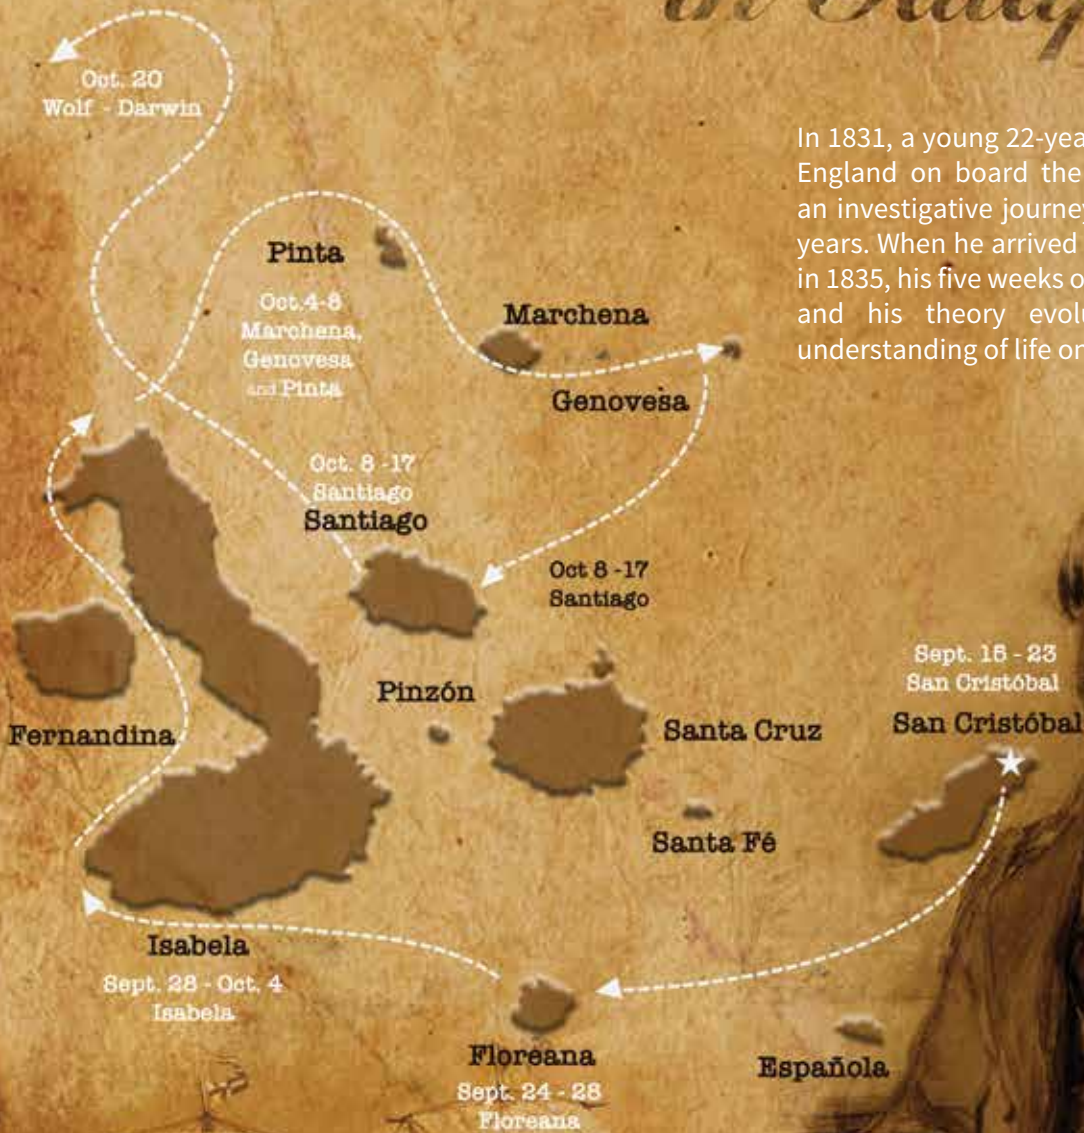 in
Oct. 20
Wolf - Darwin
In 1831, a young 22-yea
England on board the
an investigative journey
years. When he arrived
in 1835, his five weeks o
and his theory evolu
understanding of life on
Pinta
Oct.4-8
Marchena,
Genovesa
and Pinta
Marchena
Genovesa
Oct. 8 -17
Santiago
Santiago
Oct 8 -17
Santiago
Sept. 15 - 23
San Cristóbal
San Cristóbal
Pinzón
Santa Cruz
Fernandina
Santa Fé
Isabela
Sept. 28 - Oct. 4
Isabela
Floreana
Sept. 24 - 28
Floreana
Española